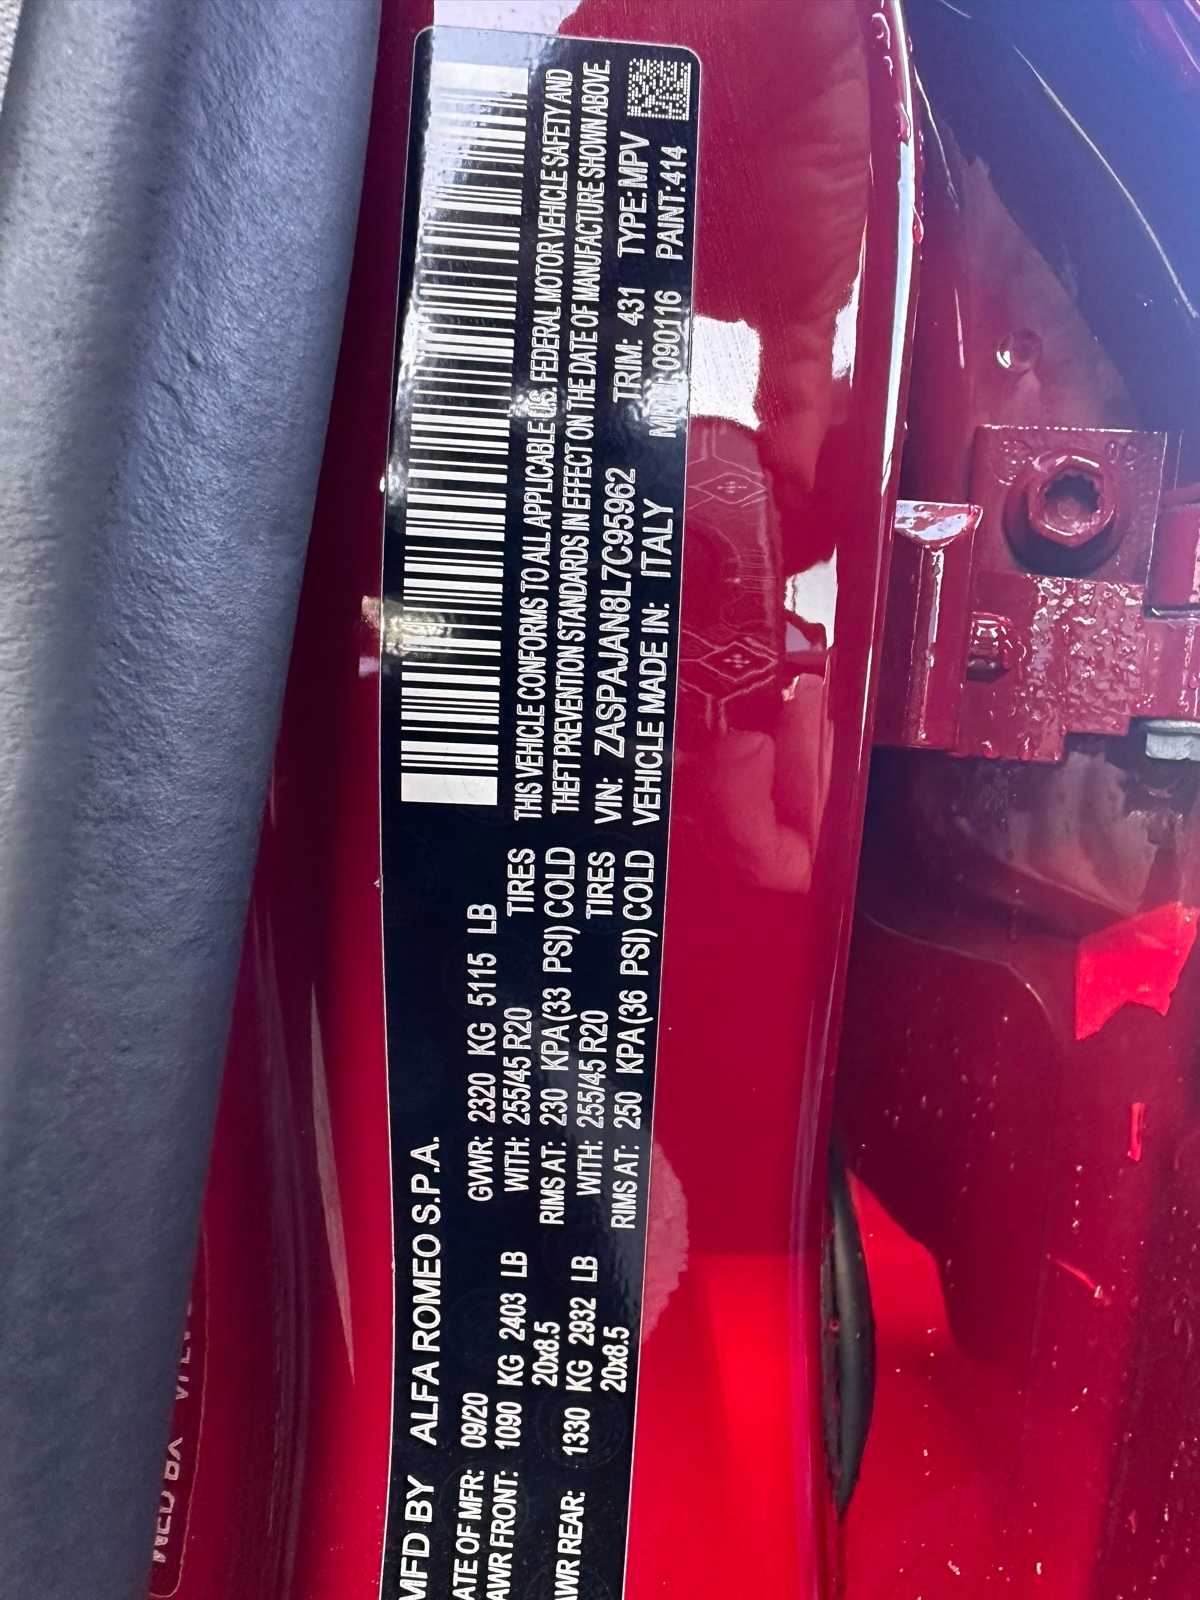 MFD BY ALFA ROMEO S.P.A.
ATE OF MFR: 09/20 GVWR: 2320 KG 5115 LB
AWR FRONT: 1090 KG 2403 LB WITH: 255/45 R20 TIRES
20x8.5 RIMS AT: 230 KPA(33 PSI) COLD
AWR REAR: 1330 KG 2932 LB WITH: 255/45 R20 TIRES
20x8.5 RIMS AT: 250 KPA(36 PSI) COLD
THIS VEHICLE CONFORMS TO ALL APPLICABLE U.S. FEDERAL MOTOR VEHICLE SAFETY AND
THEFT PREVENTION STANDARDS IN EFFECT ON THE DATE OF MANUFACTURE SHOWN ABOVE.
VIN: ZASPAJAN8L7C95962 TRIM: 431 TYPE: MPV
VEHICLE MADE IN: ITALY 090116 PAINT:414